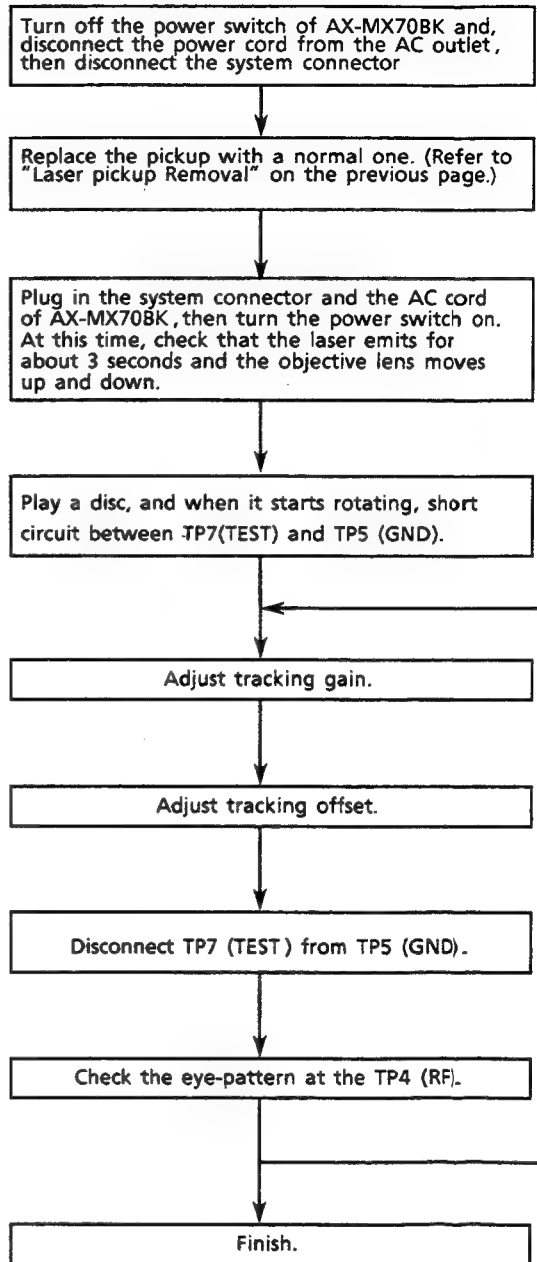 Turn off the power switch of AX-MX70BK and,
disconnect the power cord from the AC outlet,
then disconnect the system connector
Replace the pickup with a normal one. (Refer to
"Laser pickup Removal" on the previous page.)
Plug in the system connector and the AC cord
of AX-MX70BK, then turn the power switch on.
At this time, check that the laser emits for
about 3 seconds and the objective lens moves
up and down.
Play a disc, and when it starts rotating, short
circuit between TP7(TEST) and TP5 (GND).
Adjust tracking gain.
Adjust tracking offset.
Disconnect TP7 (TEST) from TP5 (GND).
Check the eye-pattern at the TP4 (RF).
Finish.